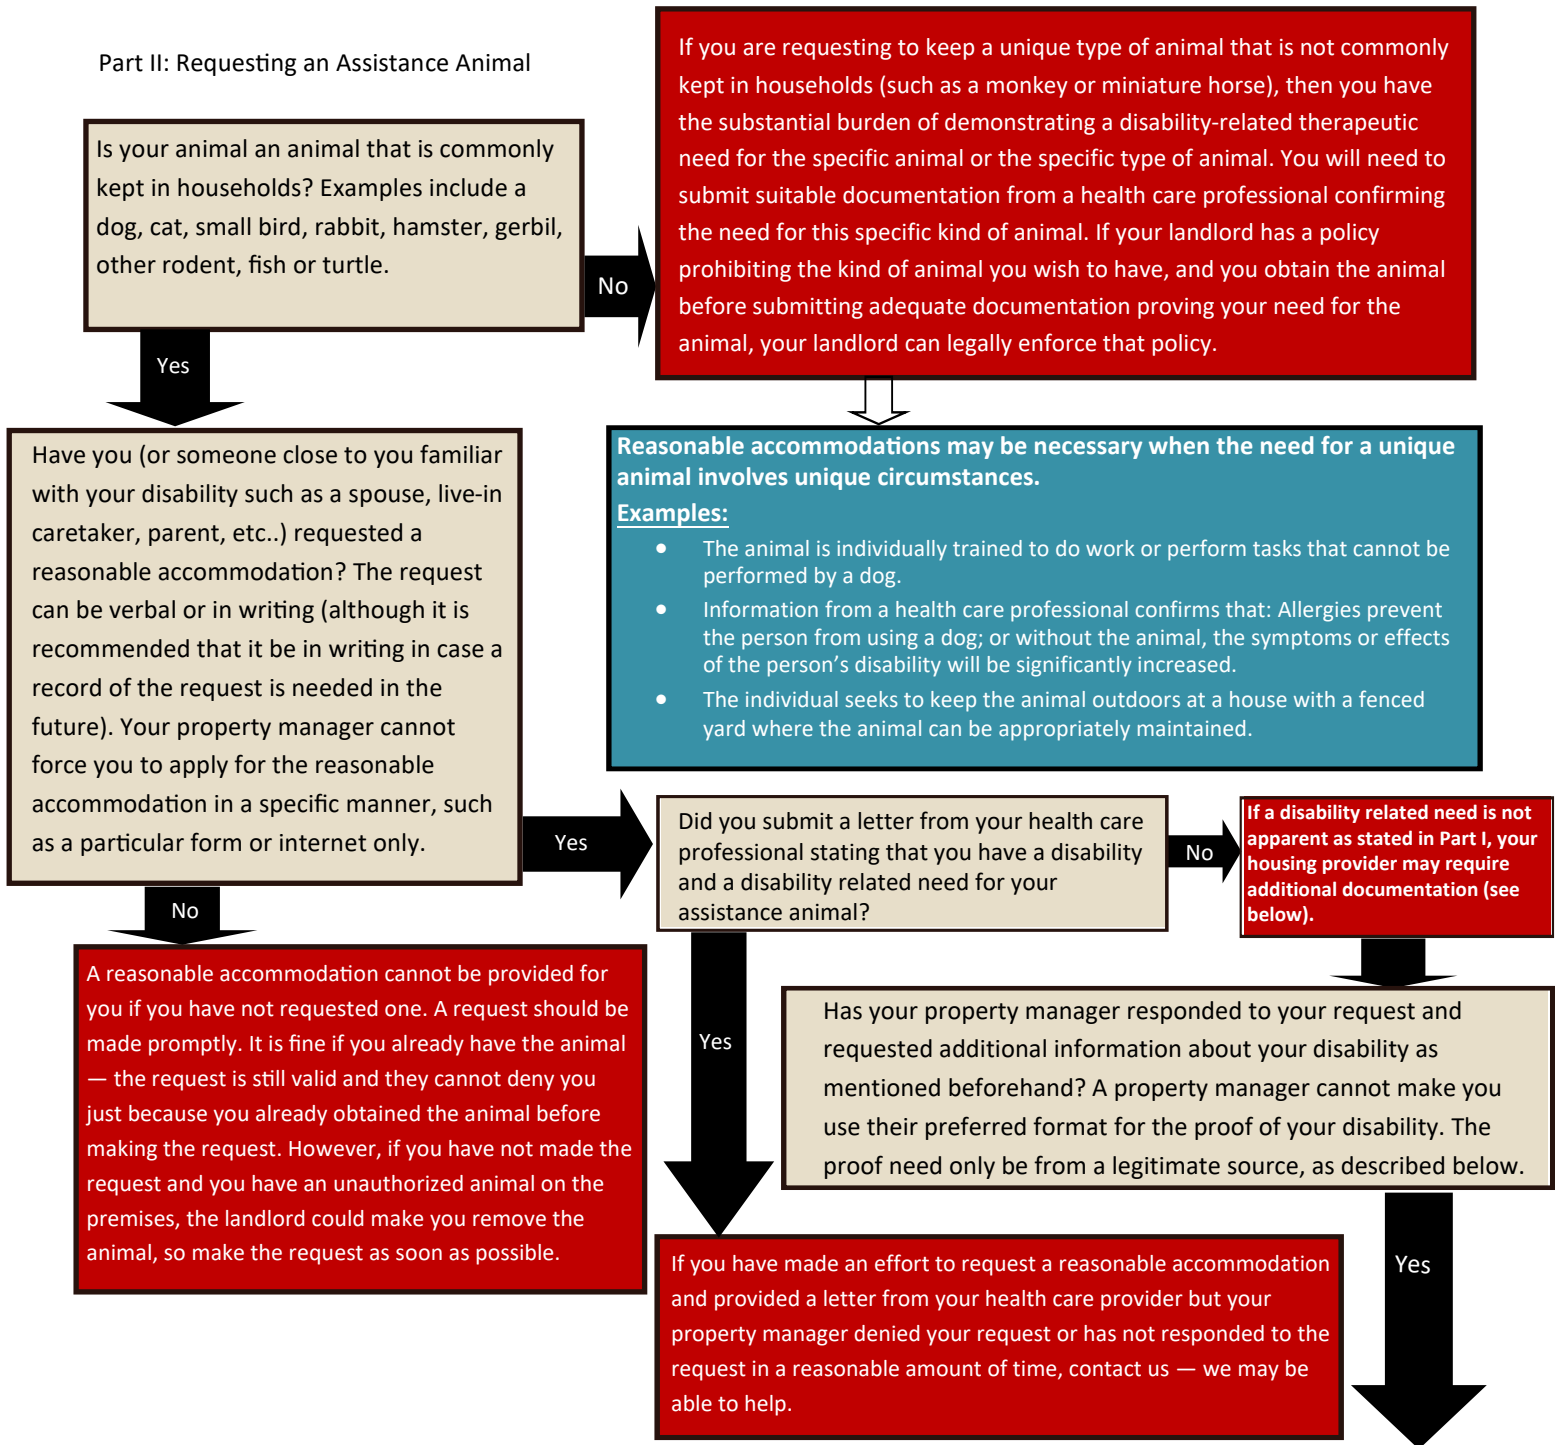 Part II: Requesting an Assistance Animal
If you are requesting to keep a unique type of animal that is not commonly
kept in households (such as a monkey or miniature horse), then you have
the substantial burden of demonstrating a disability-related therapeutic
need for the specific animal or the specific type of animal. You will need to
submit suitable documentation from a health care professional confirming
the need for this specific kind of animal. If your landlord has a policy
prohibiting the kind of animal you wish to have, and you obtain the animal
before submitting adequate documentation proving your need for the
animal, your landlord can legally enforce that policy.
Is your animal an animal that is commonly
kept in households? Examples include a
dog, cat, small bird, rabbit, hamster, gerbil,
other rodent, fish or turtle.
No
Yes
Have you (or someone close to you familiar
with your disability such as a spouse, live-in
caretaker, parent, etc..) requested a
reasonable accommodation? The request
can be verbal or in writing (although it is
recommended that it be in writing in case a
record of the request is needed in the
future). Your property manager cannot
force you to apply for the reasonable
accommodation in a specific manner, such
as a particular form or internet only.
Reasonable accommodations may be necessary when the need for a unique
animal involves unique circumstances.
Examples:
• The animal is individually trained to do work or perform tasks that cannot be
performed by a dog.
• Information from a health care professional confirms that: Allergies prevent
the person from using a dog; or without the animal, the symptoms or effects
of the person's disability will be significantly increased.
• The individual seeks to keep the animal outdoors at a house with a fenced
yard where the animal can be appropriately maintained.
Yes
Did you submit a letter from your health care
professional stating that you have a disability
and a disability related need for your
assistance animal?
No
If a disability related need is not
apparent as stated in Part I, your
housing provider may require
additional documentation (see
below).
No
A reasonable accommodation cannot be provided for
you if you have not requested one. A request should be
made promptly. It is fine if you already have the animal
— the request is still valid and they cannot deny you
just because you already obtained the animal before
making the request. However, if you have not made the
request and you have an unauthorized animal on the
premises, the landlord could make you remove the
animal, so make the request as soon as possible.
Yes
Has your property manager responded to your request and
requested additional information about your disability as
mentioned beforehand? A property manager cannot make you
use their preferred format for the proof of your disability. The
proof need only be from a legitimate source, as described below.
If you have made an effort to request a reasonable accommodation
and provided a letter from your health care provider but your
property manager denied your request or has not responded to the
request in a reasonable amount of time, contact us — we may be
able to help.
Yes